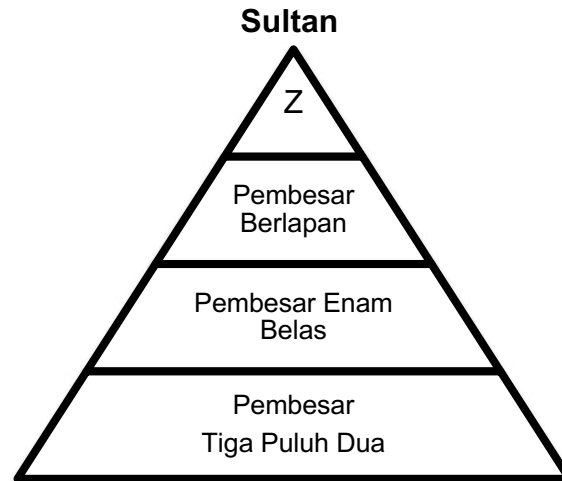 Sultan
Z
Pembesar
Berlapan
Pembesar Enam
Belas
Pembesar
Tiga Puluh Dua